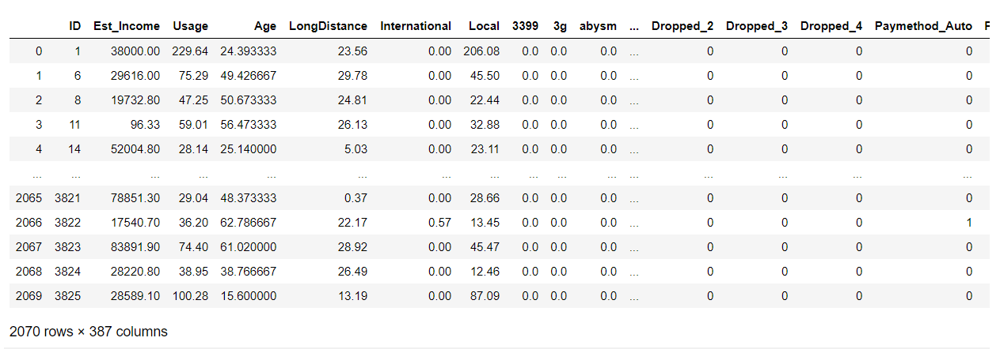 ID Est_Income Usage Age LongDistance International Local 3399 3g abysm ... Dropped_2 Dropped_3 Dropped_4 Paymethod_Auto
0 1 38000.00 229.64 24.393333 23.56 0.00 206.08 0.0 0.0 0.0 ... 0 0 0 0
1 6 29616.00 75.29 49.426667 29.78 0.00 45.50 0.0 0.0 0.0 ... 0 0 0 0
2 8 19732.80 47.25 50.673333 24.81 0.00 22.44 0.0 0.0 0.0 ... 0 0 0 0
3 11 96.33 59.01 56.473333 26.13 0.00 32.88 0.0 0.0 0.0 ... 0 0 0 0
4 14 52004.80 28.14 25.140000 5.03 0.00 23.11 0.0 0.0 0.0 ... 0 0 0 0
... ... ... ... ... ... ... ... ... ... ... ... ... ... ... ...
2065 3821 78851.30 29.04 48.373333 0.37 0.00 28.66 0.0 0.0 0.0 ... 0 0 0 0
2066 3822 17540.70 36.20 62.786667 22.17 0.57 13.45 0.0 0.0 0.0 ... 0 0 0 1
2067 3823 83891.90 74.40 61.020000 28.92 0.00 45.47 0.0 0.0 0.0 ... 0 0 0 0
2068 3824 28220.80 38.95 38.766667 26.49 0.00 12.46 0.0 0.0 0.0 ... 0 0 0 0
2069 3825 28589.10 100.28 15.600000 13.19 0.00 87.09 0.0 0.0 0.0 ... 0 0 0 0
2070 rows × 387 columns